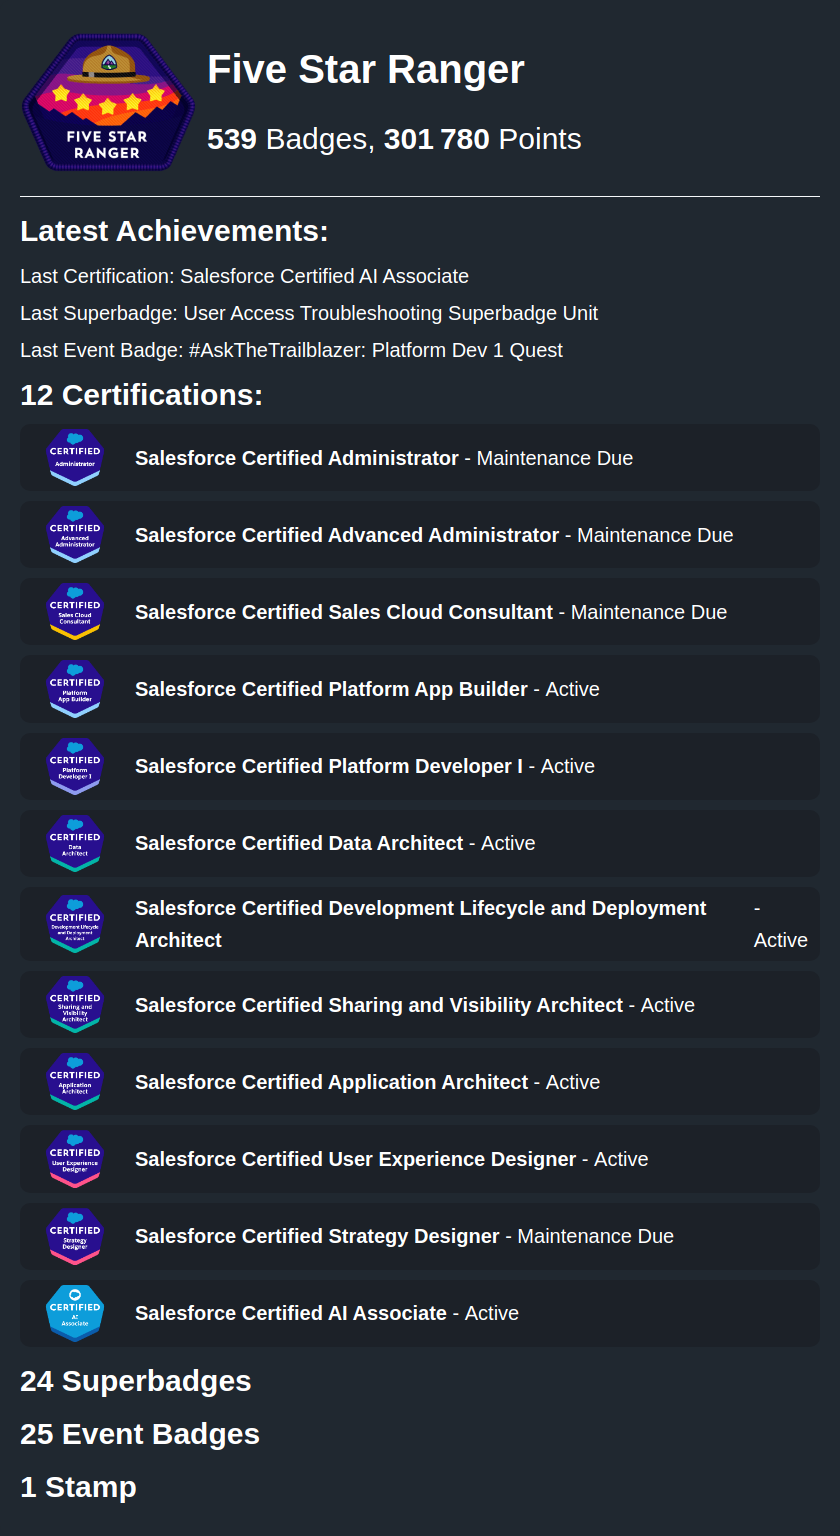 FIVE STAR
RANGER
Five Star Ranger
539 Badges, 301 780 Points
Latest Achievements:
Last Certification: Salesforce Certified AI Associate
Last Superbadge: User Access Troubleshooting Superbadge Unit
Last Event Badge: #AskTheTrailblazer: Platform Dev 1 Quest
12 Certifications:
CERTIFIED
Administrator
Salesforce Certified Administrator - Maintenance Due
CERTIFIED
Advanced
Administrator
Salesforce Certified Advanced Administrator - Maintenance Due
CERTIFIED
Sales Cloud
Consultant
Salesforce Certified Sales Cloud Consultant - Maintenance Due
CERTIFIED
Platform
App Builder
Salesforce Certified Platform App Builder - Active
CERTIFIED
Platform
Developer I
Salesforce Certified Platform Developer I - Active
CERTIFIED
Data
Architect
Salesforce Certified Data Architect - Active
CERTIFIED
Development Lifecycle
and Deployment
Architect
Salesforce Certified Development Lifecycle and Deployment -
Architect Active
CERTIFIED
Sharing and
Visibility
Architect
Salesforce Certified Sharing and Visibility Architect - Active
CERTIFIED
Application
Architect
Salesforce Certified Application Architect - Active
CERTIFIED
User Experience
Designer
Salesforce Certified User Experience Designer - Active
CERTIFIED
Strategy
Designer
Salesforce Certified Strategy Designer - Maintenance Due
CERTIFIED
AI
Associate
Salesforce Certified AI Associate - Active
24 Superbadges
25 Event Badges
1 Stamp